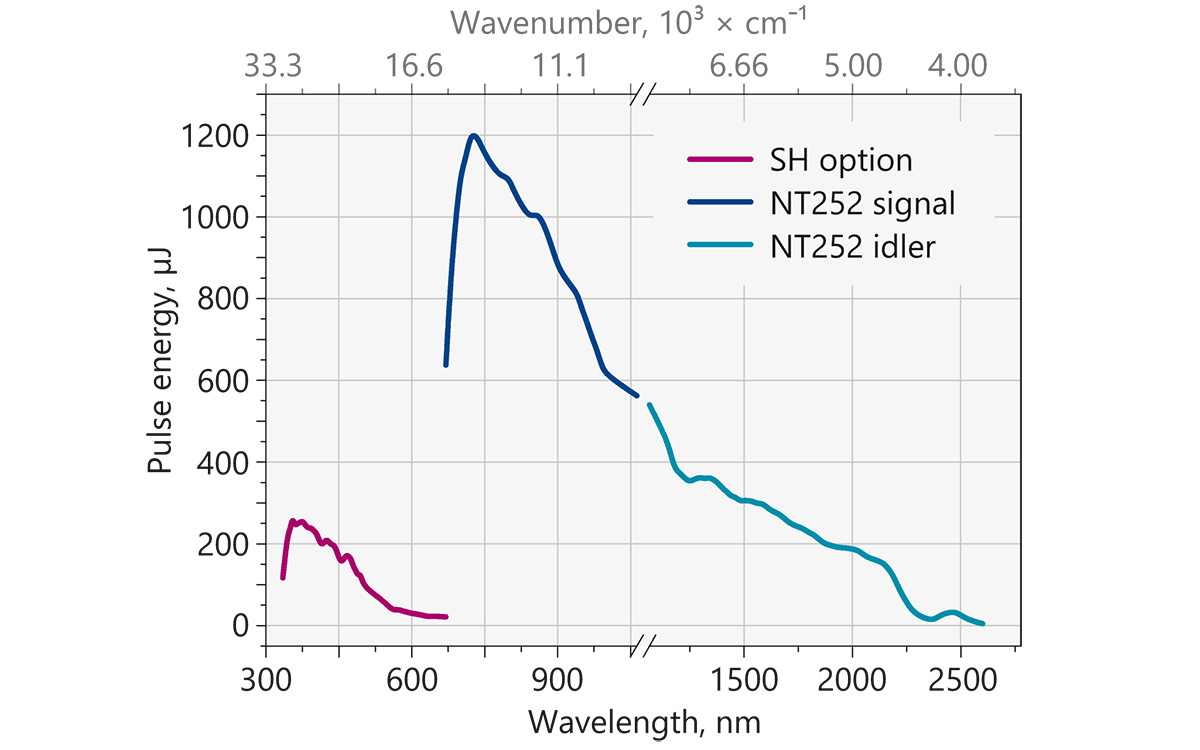 Wavenumber, 10³ × cm⁻¹
33.3 16.6 11.1 6.66 5.00 4.00
1200
1000
800
600
400
200
0
Pulse energy, µJ
SH option
NT252 signal
NT252 idler
300 600 900 1500 2000 2500
Wavelength, nm